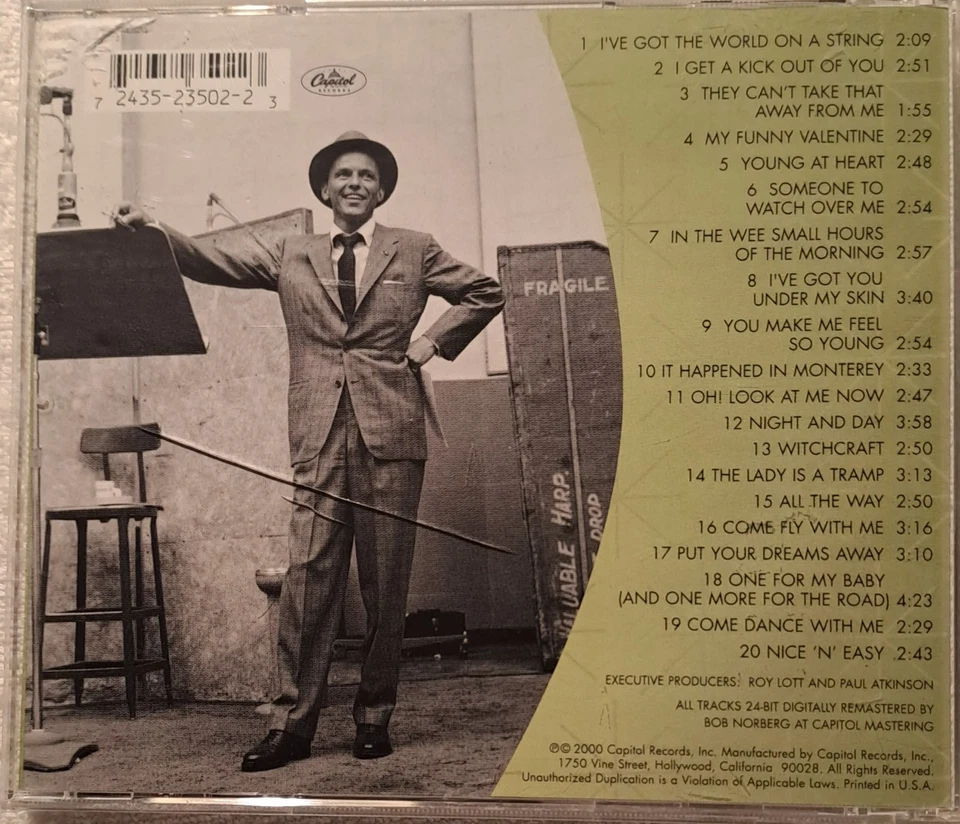 7 2435-23502-2 3
Capitol
RECORDS
FRAGILE
VALUABLE HARP.
DROP
1 I'VE GOT THE WORLD ON A STRING 2:09
2 I GET A KICK OUT OF YOU 2:51
3 THEY CAN'T TAKE THAT
AWAY FROM ME 1:55
4 MY FUNNY VALENTINE 2:29
5 YOUNG AT HEART 2:48
6 SOMEONE TO
WATCH OVER ME 2:54
7 IN THE WEE SMALL HOURS
OF THE MORNING 2:57
8 I'VE GOT YOU
UNDER MY SKIN 3:40
9 YOU MAKE ME FEEL
SO YOUNG 2:54
10 IT HAPPENED IN MONTEREY 2:33
11 OH! LOOK AT ME NOW 2:47
12 NIGHT AND DAY 3:58
13 WITCHCRAFT 2:50
14 THE LADY IS A TRAMP 3:13
15 ALL THE WAY 2:50
16 COME FLY WITH ME 3:16
17 PUT YOUR DREAMS AWAY 3:10
18 ONE FOR MY BABY
(AND ONE MORE FOR THE ROAD) 4:23
19 COME DANCE WITH ME 2:29
20 NICE 'N' EASY 2:43
EXECUTIVE PRODUCERS: ROY LOTT AND PAUL ATKINSON
ALL TRACKS 24-BIT DIGITALLY REMASTERED BY
BOB NORBERG AT CAPITOL MASTERING
℗© 2000 Capitol Records, Inc. Manufactured by Capitol Records, Inc.,
1750 Vine Street, Hollywood, California 90028. All Rights Reserved.
Unauthorized Duplication is a Violation of Applicable Laws. Printed in U.S.A.